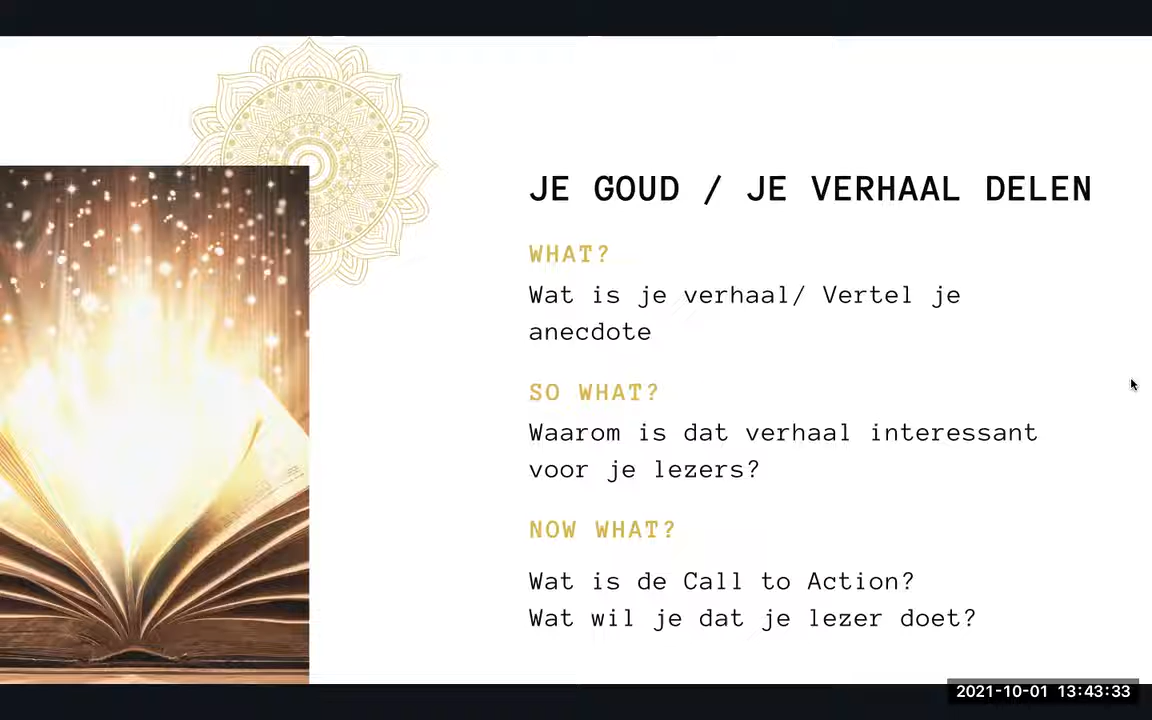 JE GOUD / JE VERHAAL DELEN
WHAT?
Wat is je verhaal/ Vertel je
anecdote
SO WHAT?
Waarom is dat verhaal interessant
voor je lezers?
NOW WHAT?
Wat is de Call to Action?
Wat wil je dat je lezer doet?
2021-10-01 13:43:33